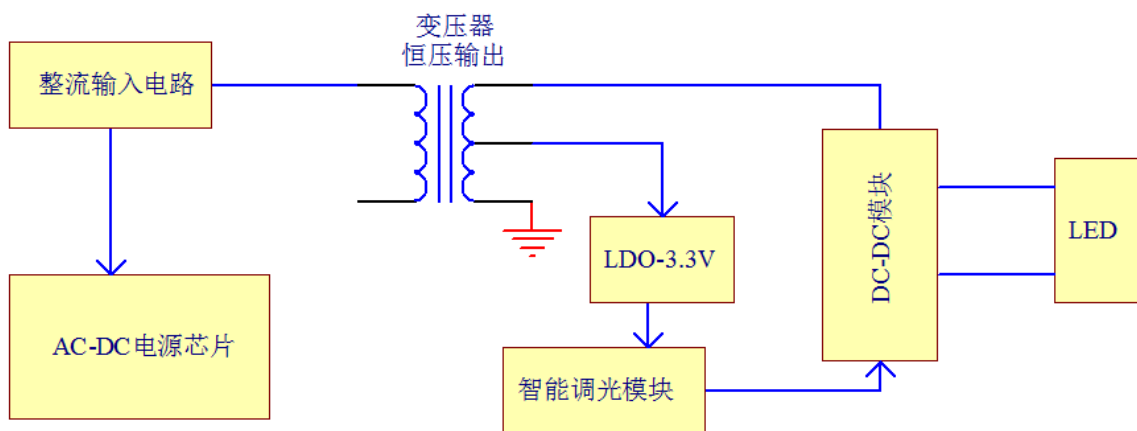 变压器
恒压输出
整流输入电路
DC-DC模块
LED
LDO-3.3V
AC-DC电源芯片
智能调光模块